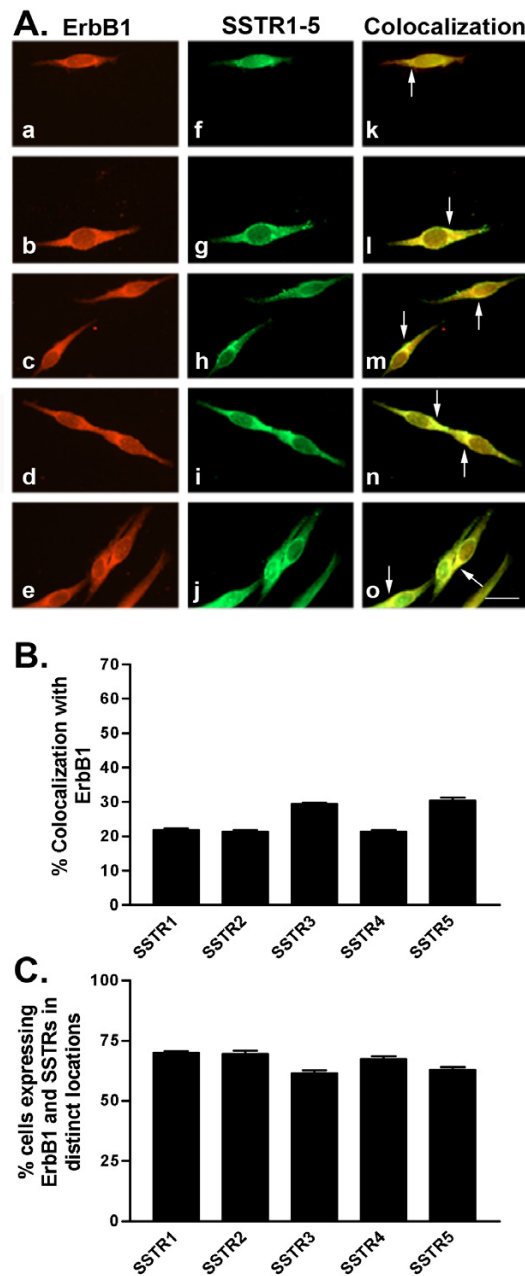 A.
ErbB1 SSTR1-5 Colocalization
a f k
b g l
c h m
d i n
e j o
B.
% Colocalization with
ErbB1
70
60
50
40
30
20
10
0
SSTR1 SSTR2 SSTR3 SSTR4 SSTR5
C.
% cells expressing
ErbB1 and SSTRs in
distinct locations
100
75
50
25
0
SSTR1 SSTR2 SSTR3 SSTR4 SSTR5